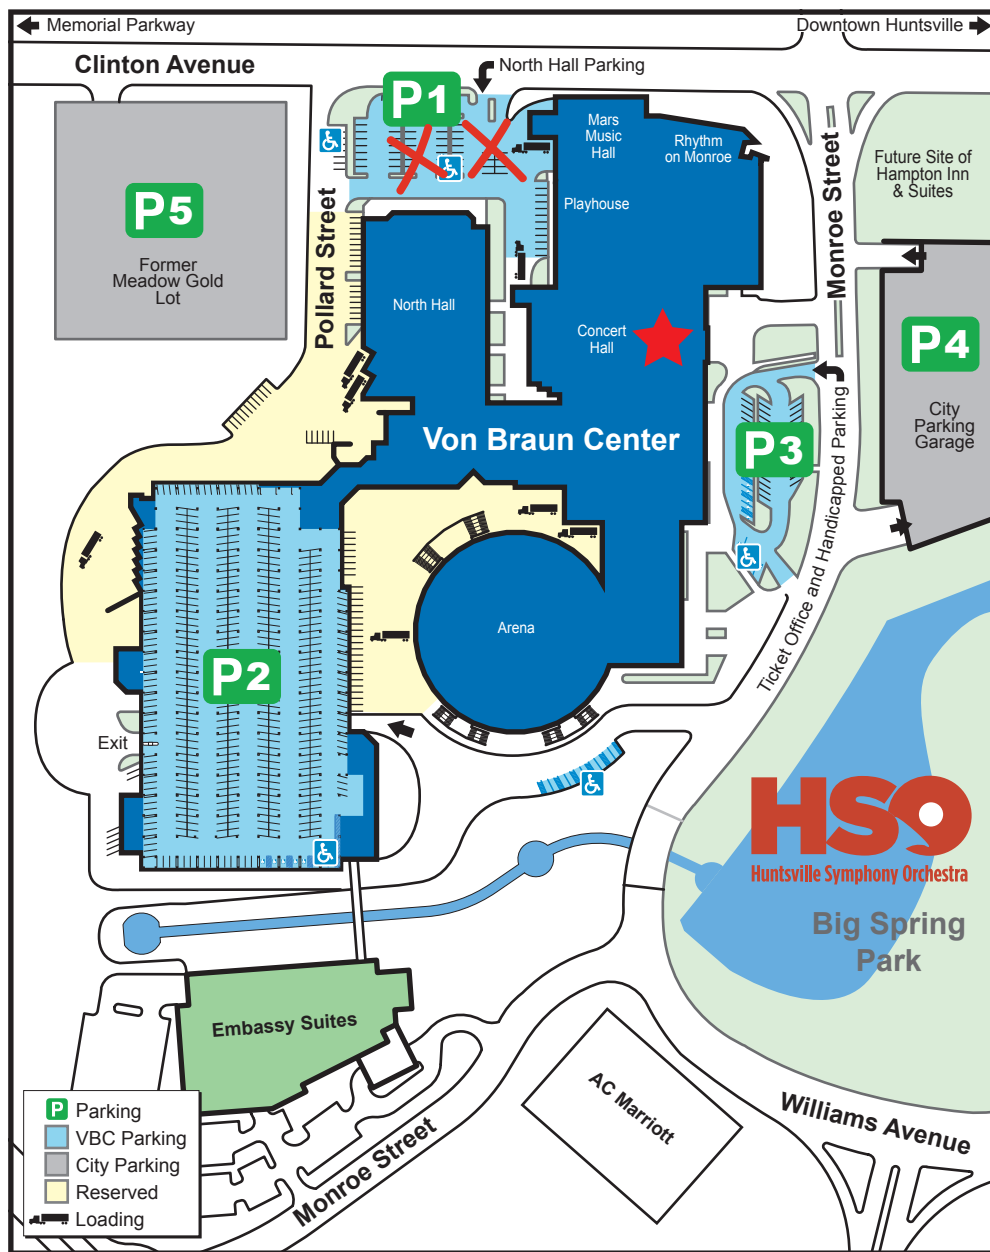 Memorial Parkway
Downtown Huntsville
Clinton Avenue
North Hall Parking
P1
Mars
Music
Hall
Rhythm
on Monroe
Monroe Street
Future Site of
Hampton Inn
& Suites
P5
Former
Meadow Gold
Lot
Pollard Street
Playhouse
North Hall
Concert
Hall
P4
City
Parking
Garage
Von Braun Center
P3
Ticket Office and Handicapped Parking
Arena
P2
Exit
HSO
Huntsville Symphony Orchestra
Big Spring
Park
Embassy Suites
AC Marriott
Williams Avenue
Monroe Street
P Parking
VBC Parking
City Parking
Reserved
Loading